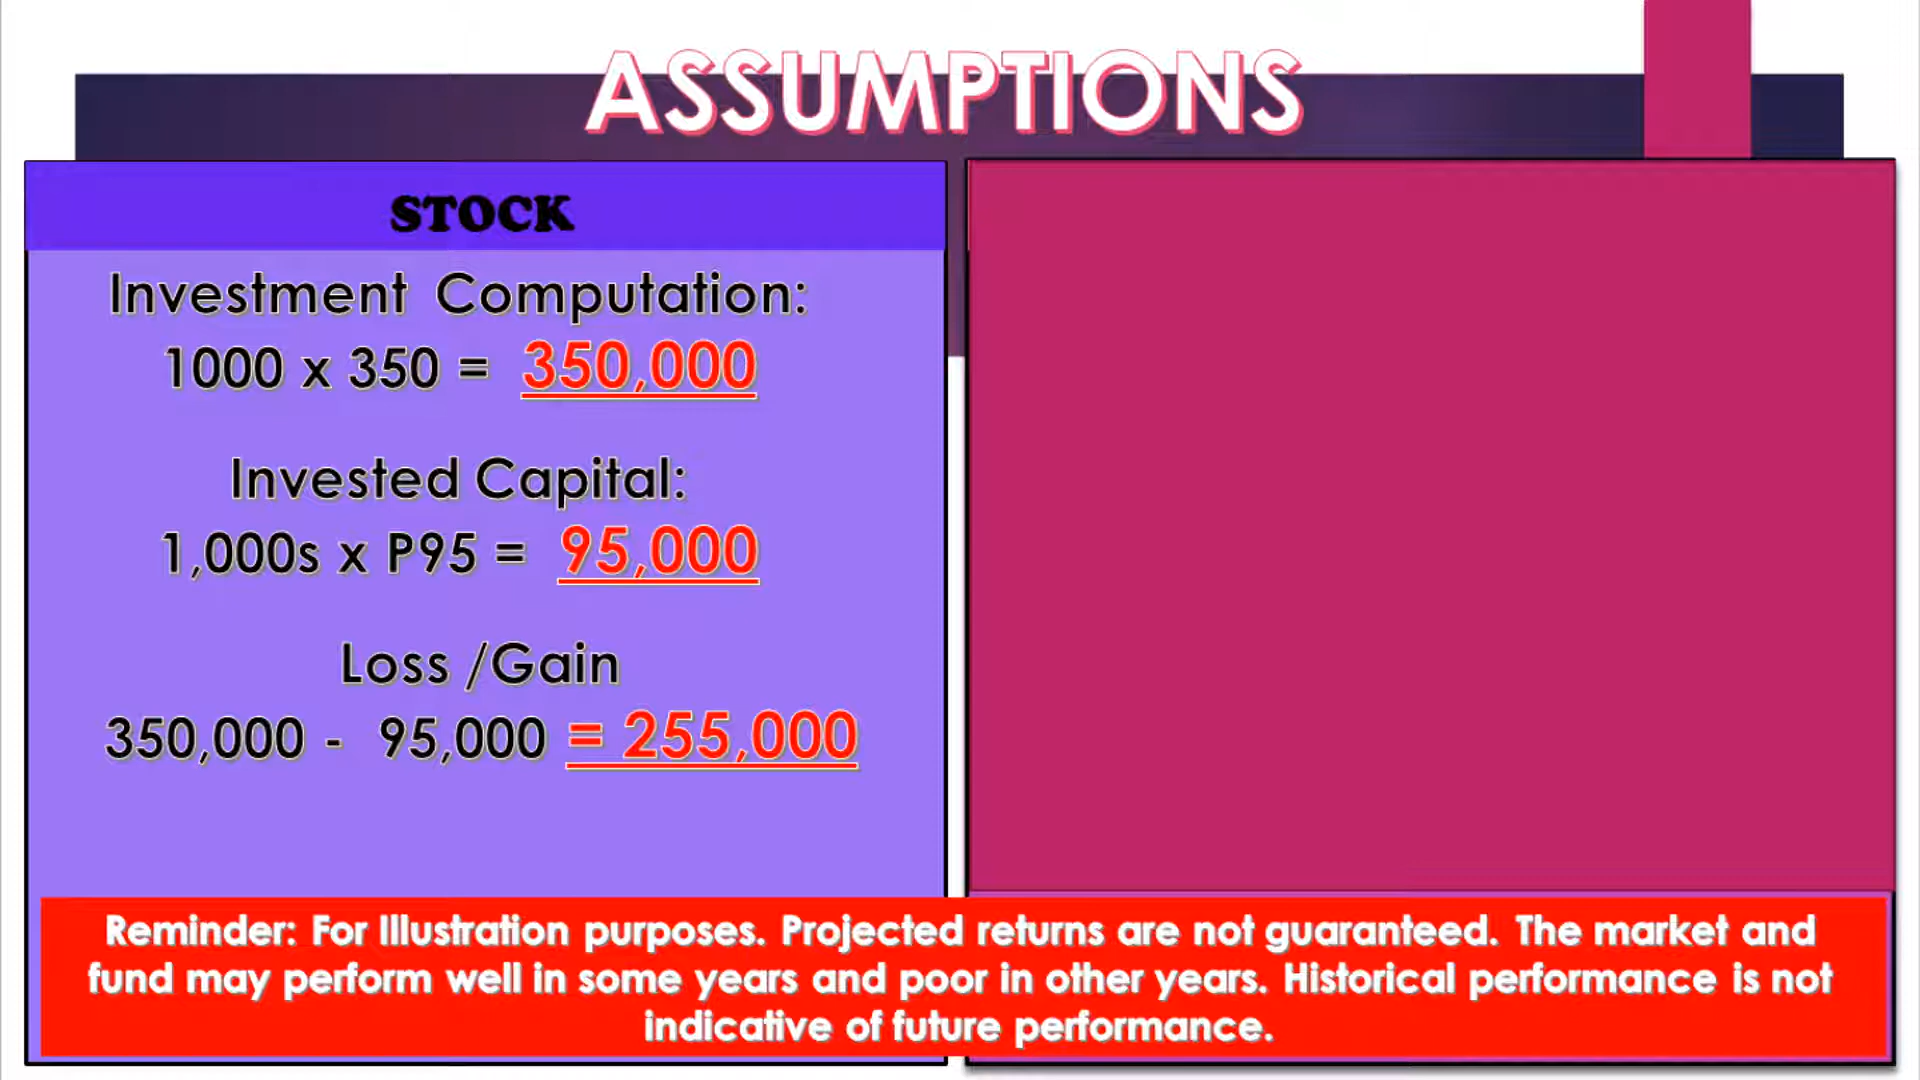 ASSUMPTIONS
STOCK
Investment Computation:
1000 x 350 = 350,000
Invested Capital:
1,000s x P95 = 95,000
Loss /Gain
350,000 - 95,000 = 255,000
Reminder: For Illustration purposes. Projected returns are not guaranteed. The market and
fund may perform well in some years and poor in other years. Historical performance is not
indicative of future performance.